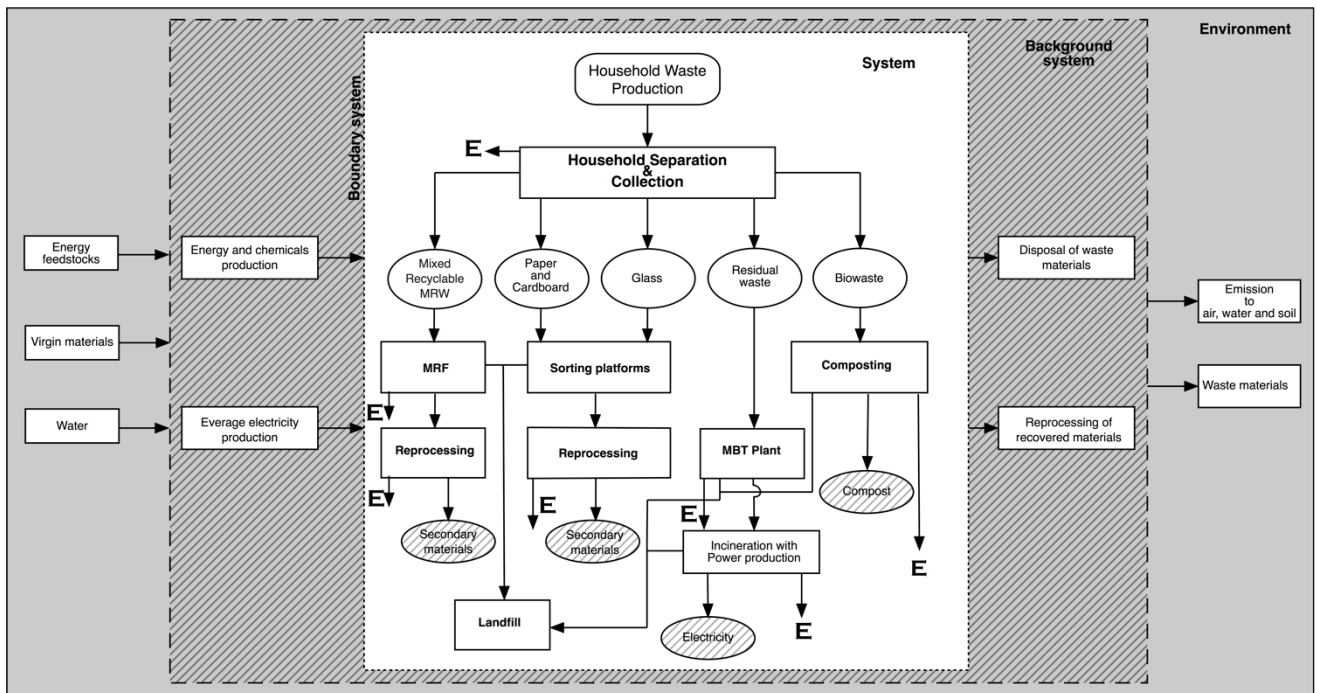 Environment
Background
system
System
Boundary system
Household Waste
Production
E
Household Separation
&
Collection
Energy
feedstocks
Energy and chemicals
production
Mixed
Recyclable
MRW
Paper
and
Cardboard
Glass
Residual
waste
Biowaste
Disposal of waste
materials
Emission
to
air, water and soil
Virgin materials
MRF
Sorting platforms
Composting
Waste materials
E
Water
Everage electricity
production
Reprocessing
Reprocessing
MBT Plant
Reprocessing of
recovered materials
E
E
E
Compost
Secondary
materials
Secondary
materials
Incineration with
Power production
E
Landfill
Electricity
E